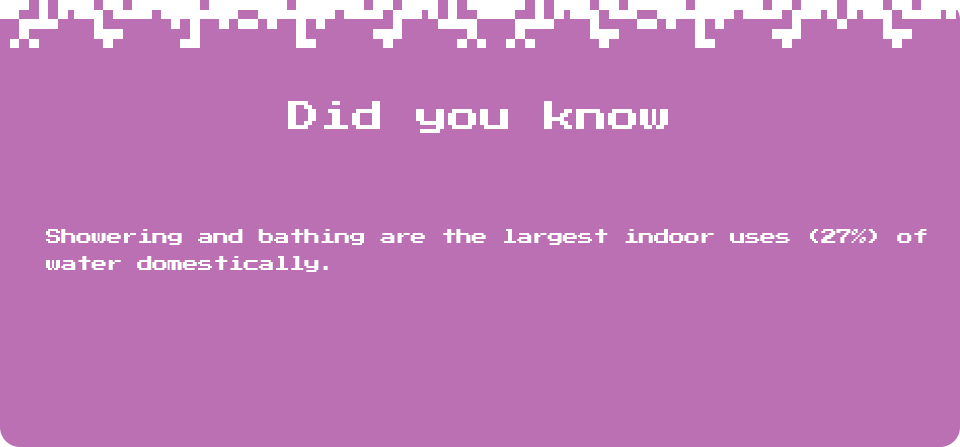 Did you know
Showering and bathing are the largest indoor uses (27%) of
water domestically.